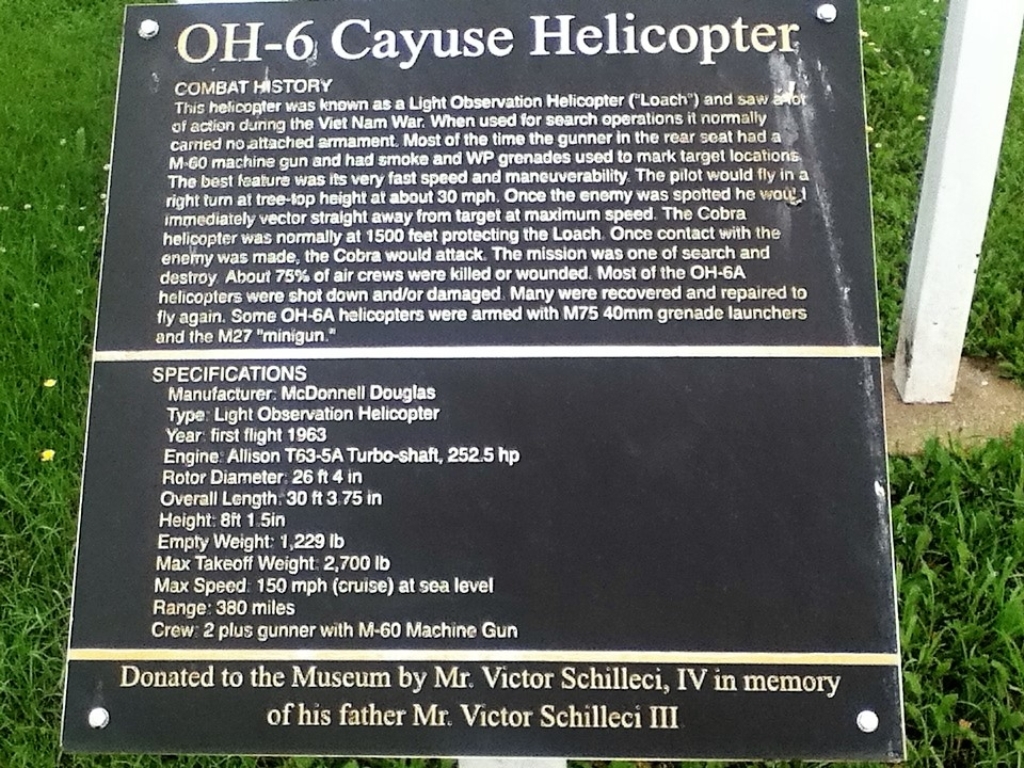 OH-6 Cayuse Helicopter
COMBAT HISTORY
This helicopter was known as a Light Observation Helicopter ("Loach") and saw a lot
of action during the Viet Nam War. When used for search operations it normally
carried no attached armament. Most of the time the gunner in the rear seat had a
M-60 machine gun and had smoke and WP grenades used to mark target locations.
The best feature was its very fast speed and maneuverability. The pilot would fly in a
right turn at tree-top height at about 30 mph. Once the enemy was spotted he would
immediately vector straight away from target at maximum speed. The Cobra
helicopter was normally at 1500 feet protecting the Loach. Once contact with the
enemy was made, the Cobra would attack. The mission was one of search and
destroy. About 75% of air crews were killed or wounded. Most of the OH-6A
helicopters were shot down and/or damaged. Many were recovered and repaired to
fly again. Some OH-6A helicopters were armed with M75 40mm grenade launchers
and the M27 "minigun."
SPECIFICATIONS
Manufacturer: McDonnell Douglas
Type: Light Observation Helicopter
Year: first flight 1963
Engine: Allison T63-5A Turbo-shaft, 252.5 hp
Rotor Diameter: 26 ft 4 in
Overall Length: 30 ft 3.75 in
Height: 8ft 1.5in
Empty Weight: 1,229 lb
Max Takeoff Weight: 2,700 lb
Max Speed: 150 mph (cruise) at sea level
Range: 380 miles
Crew: 2 plus gunner with M-60 Machine Gun
Donated to the Museum by Mr. Victor Schilleci, IV in memory
of his father Mr. Victor Schilleci III